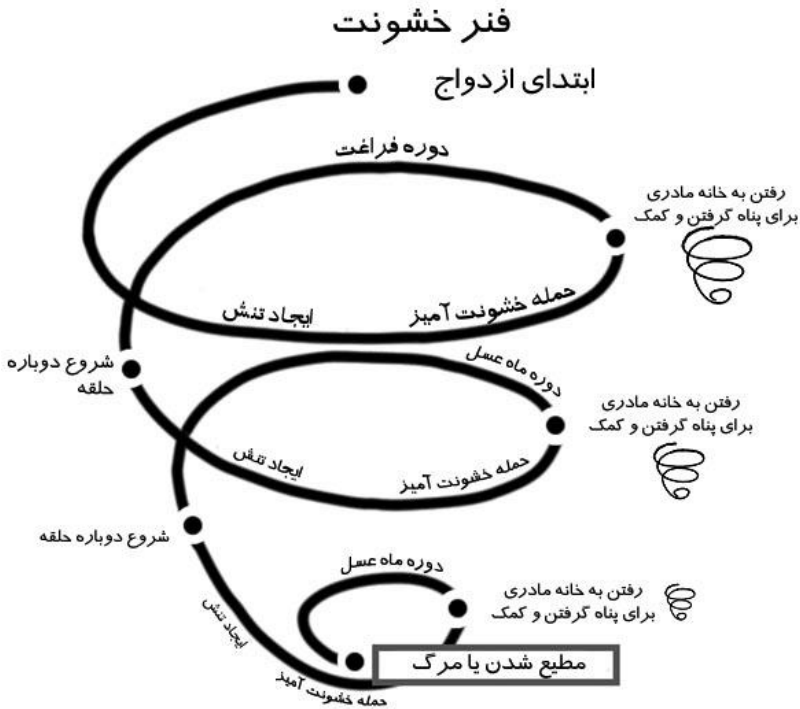 فنر خشونت
ابتدای ازدواج
دوره فراغت
رفتن به خانه مادری
برای پناه گرفتن و کمک
حمله خشونت آمیز
ایجاد تنش
شروع دوباره
حلقه
دوره ماه عسل
رفتن به خانه مادری
برای پناه گرفتن و کمک
حمله خشونت آمیز
ایجاد تنش
شروع دوباره حلقه
دوره ماه عسل
رفتن به خانه مادری
برای پناه گرفتن و کمک
ایجاد تنش
حمله خشونت آمیز
مطیع شدن یا مرگ